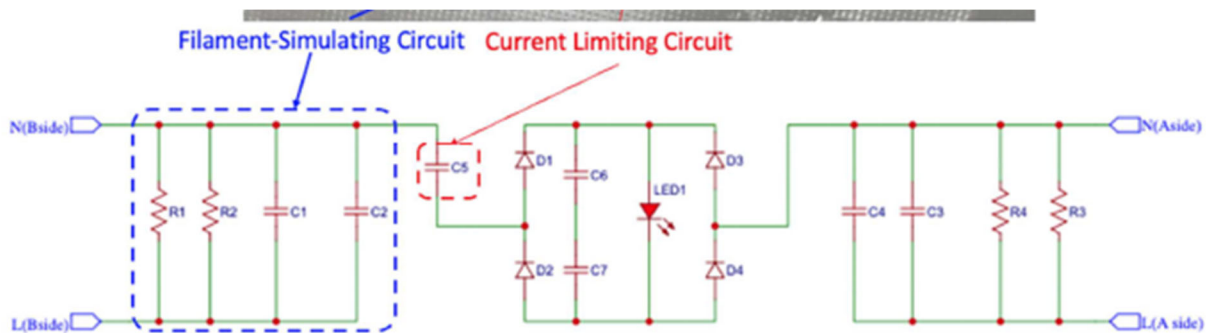 Filament-Simulating Circuit
Current Limiting Circuit
N(Bside)
N(Aside)
R1
R2
C1
C2
C5
D1
C6
LED1
D3
C4
C3
R4
R3
D2
C7
D4
L(Bside)
L(A side)